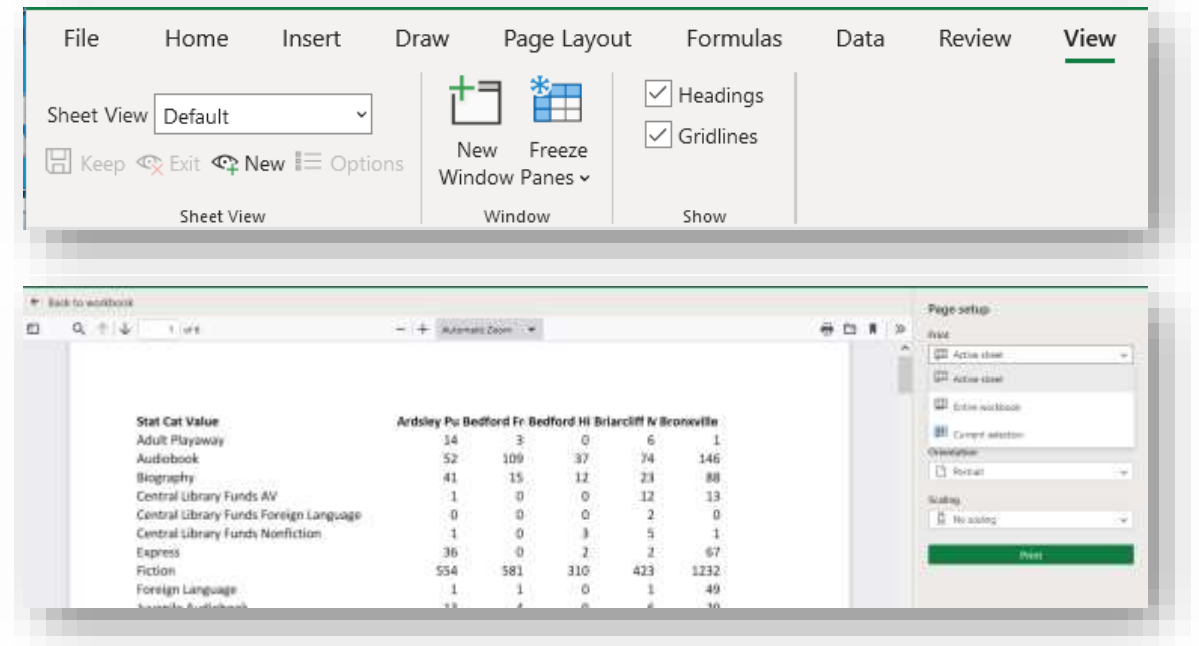 File Home Insert Draw Page Layout Formulas Data Review View
Sheet View Default
Headings
Gridlines
Keep Exit New Options
New Window
Freeze Panes
Sheet View Window Show
Back to workbook
Page setup
Print
1 of 6
Automatic Zoom
Active sheet
Active sheet
Entire workbook
Current selection
Orientation
Portrait
Scaling
No scaling
Print
Stat Cat Value Ardsley Pu Bedford Fr Bedford Hi Briarcliff M Bronxville
Adult Playaway 14 3 0 6 1
Audiobook 52 109 37 74 146
Biography 41 15 12 23 88
Central Library Funds AV 1 0 0 12 13
Central Library Funds Foreign Language 0 0 0 2 0
Central Library Funds Nonfiction 1 0 3 5 1
Express 36 0 2 2 67
Fiction 554 581 310 423 1232
Foreign Language 1 1 0 1 49